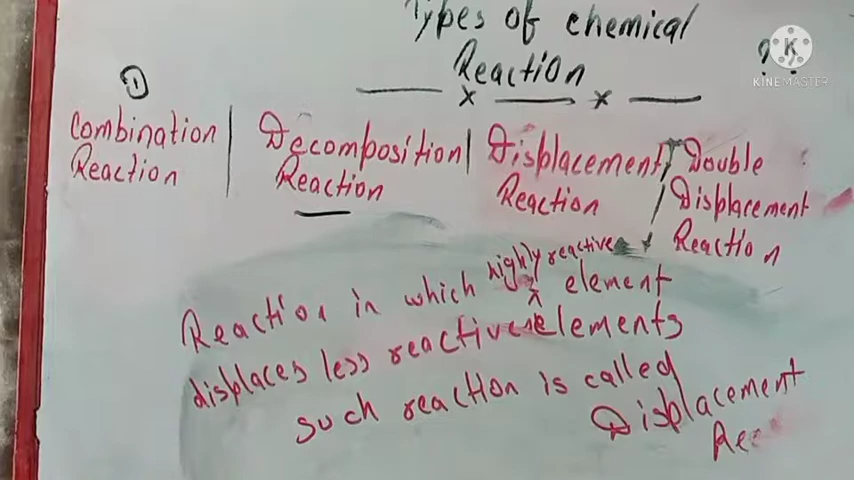 Types of chemical
Reaction
K
KINEMASTER
①
Combination
Reaction
Decomposition
Reaction
Displacement
Reaction
Double
Displacement
Reaction
Reaction in which highly reactive element
displaces less reactive elements
such reaction is called
Displacement